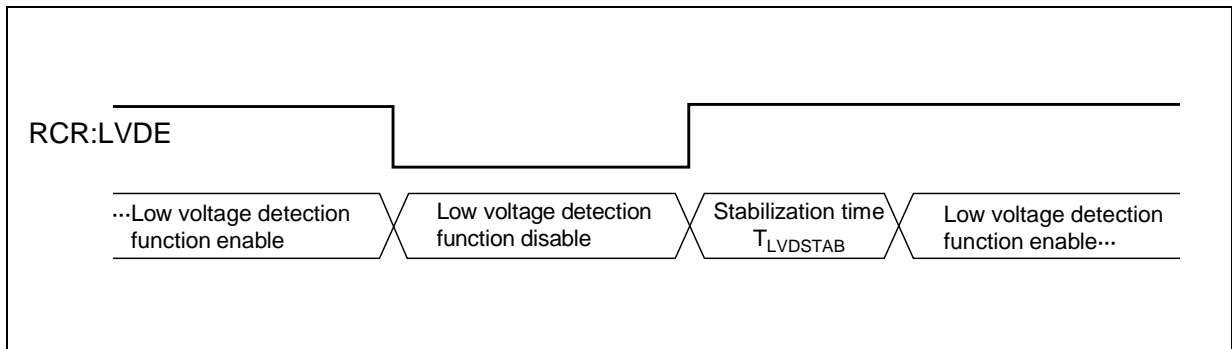 RCR:LVDE
···Low voltage detection
function enable
Low voltage detection
function disable
Stabilization time
TLVDSTAB
Low voltage detection
function enable···